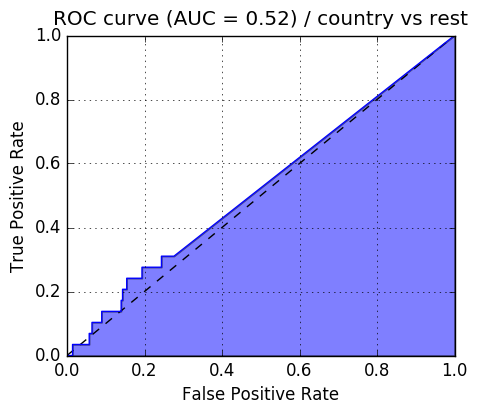 ROC curve (AUC = 0.52) / country vs rest
1.0
0.8
0.6
0.4
0.2
0.0
True Positive Rate
0.0 0.2 0.4 0.6 0.8 1.0
False Positive Rate